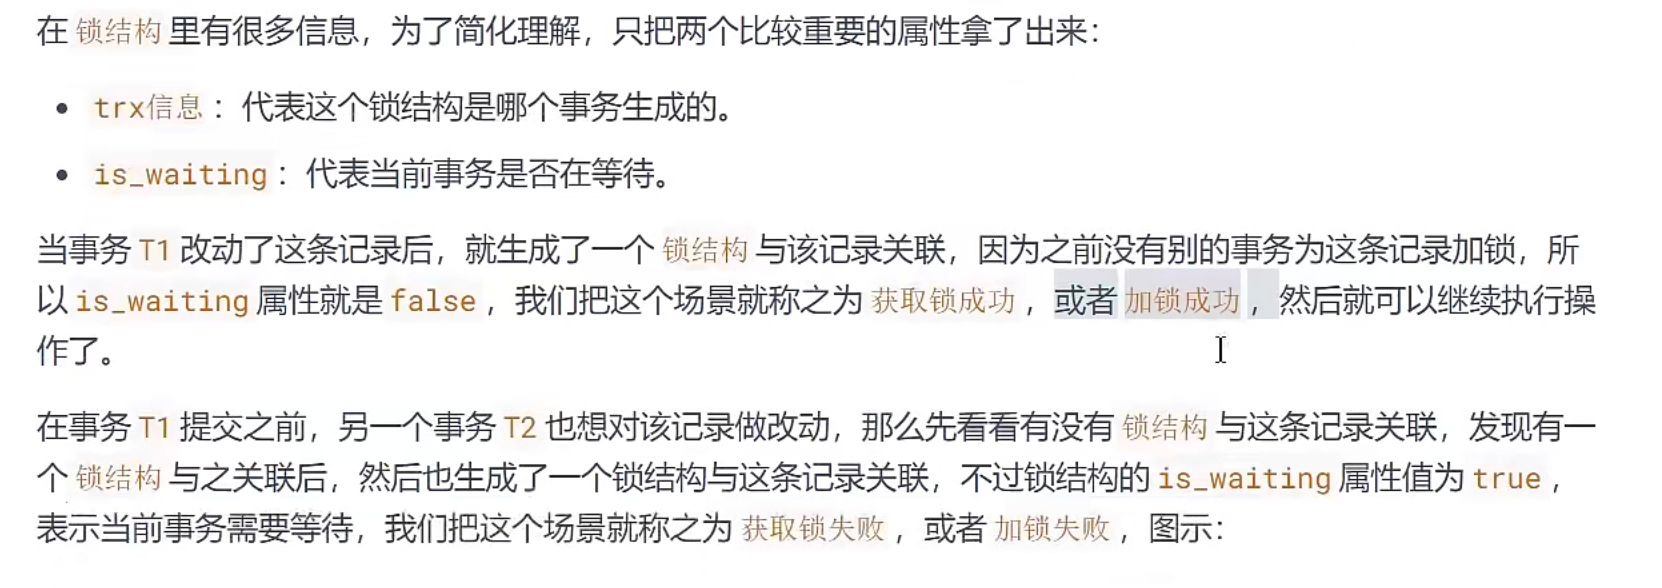 在 锁结构 里有很多信息，为了简化理解，只把两个比较重要的属性拿了出来：
• trx信息 ：代表这个锁结构是哪个事务生成的。
• is_waiting ：代表当前事务是否在等待。
当事务 T1 改动了这条记录后，就生成了一个 锁结构 与该记录关联，因为之前没有别的事务为这条记录加锁，所
以 is_waiting 属性就是 false ，我们把这个场景就称之为 获取锁成功 ，或者 加锁成功 ，然后就可以继续执行操
作了。
在事务 T1 提交之前，另一个事务 T2 也想对该记录做改动，那么先看看有没有 锁结构 与这条记录关联，发现有一
个 锁结构 与之关联后，然后也生成了一个锁结构与这条记录关联，不过锁结构的 is_waiting 属性值为 true ，
表示当前事务需要等待，我们把这个场景就称之为 获取锁失败 ，或者 加锁失败 ，图示：